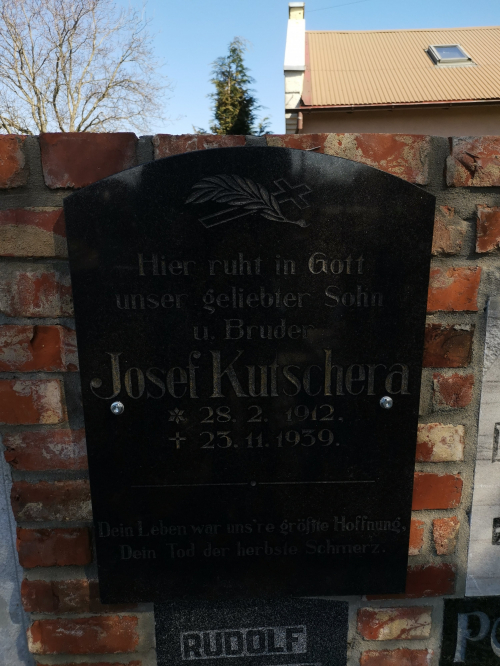 Hier ruht in Gott
unser geliebter Sohn
u. Bruder
Josef Kutschera
* 28. 2. 1912.
+ 23. 11. 1939.
Dein Leben war uns're größte Hoffnung,
Dein Tod der herbste Schmerz.
RUDOLF